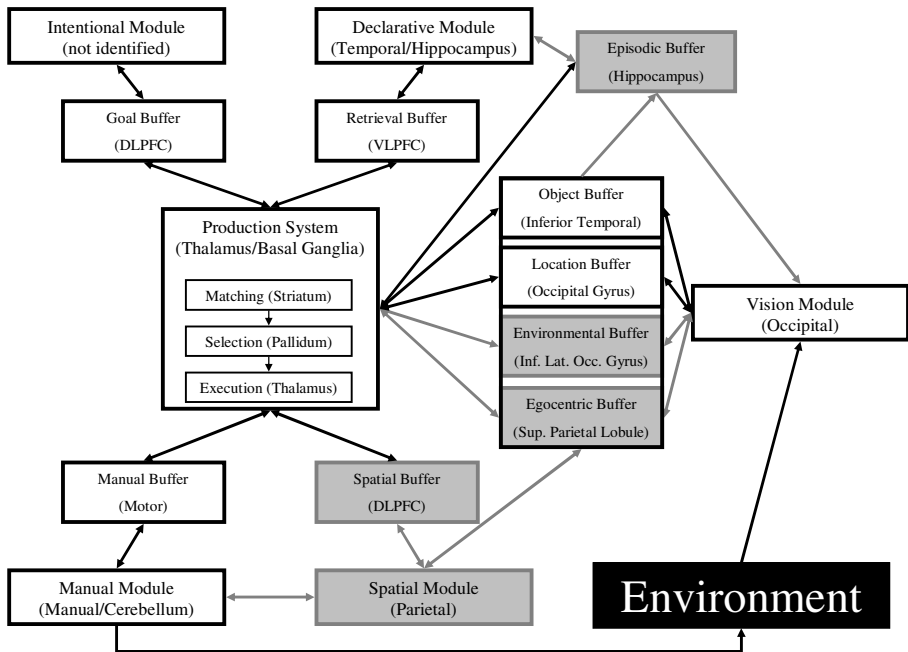 Intentional Module
(not identified)
Declarative Module
(Temporal/Hippocampus)
Episodic Buffer
(Hippocampus)
Goal Buffer
(DLPFC)
Retrieval Buffer
(VLPFC)
Production System
(Thalamus/Basal Ganglia)
Matching (Striatum)
Selection (Pallidum)
Execution (Thalamus)
Object Buffer
(Inferior Temporal)
Location Buffer
(Occipital Gyrus)
Environmental Buffer
(Inf. Lat. Occ. Gyrus)
Egocentric Buffer
(Sup. Parietal Lobule)
Vision Module
(Occipital)
Manual Buffer
(Motor)
Spatial Buffer
(DLPFC)
Manual Module
(Manual/Cerebellum)
Spatial Module
(Parietal)
Environment